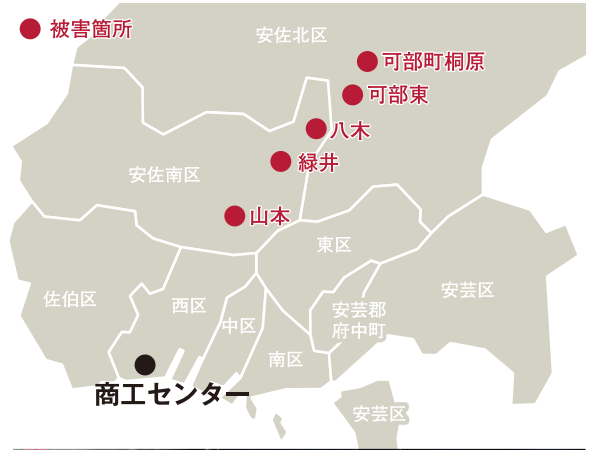 被害箇所
安佐北区
可部町桐原
可部東
八木
緑井
安佐南区
山本
東区
佐伯区
西区
安芸区
中区
安芸郡
府中町
南区
商工センター
安芸区